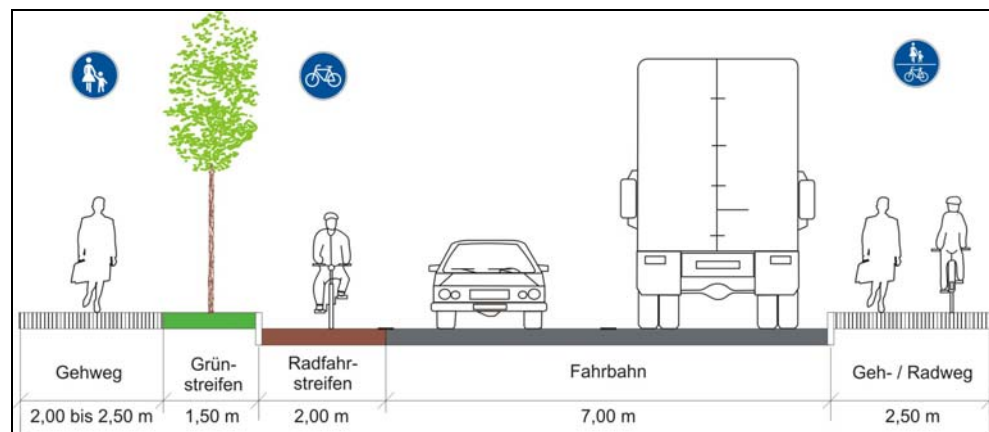 Gehweg
Grün-
streifen
Radfahr-
streifen
Fahrbahn
Geh- / Radweg
2,00 bis 2,50 m
1,50 m
2,00 m
7,00 m
2,50 m